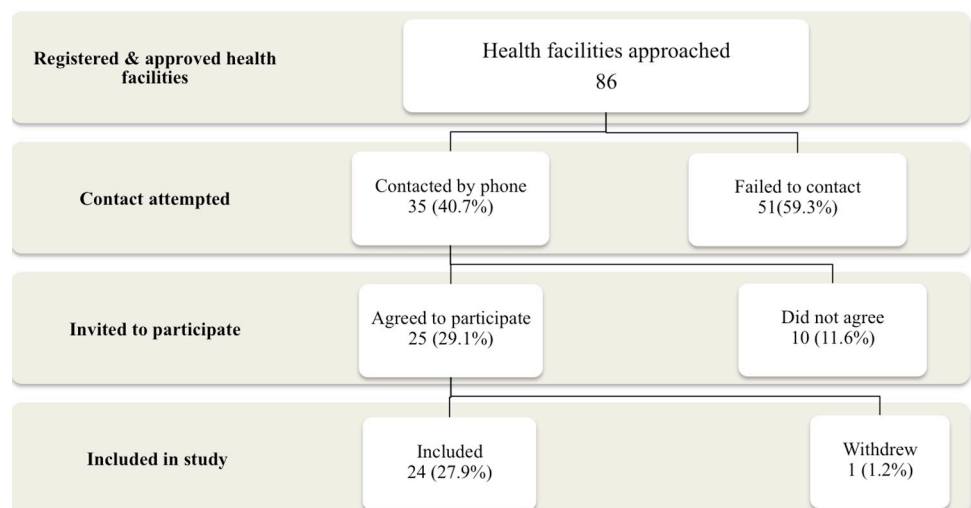 Registered & approved health
facilities
Health facilities approached
86
Contact attempted
Contacted by phone
35 (40.7%)
Failed to contact
51(59.3%)
Invited to participate
Agreed to participate
25 (29.1%)
Did not agree
10 (11.6%)
Included in study
Included
24 (27.9%)
Withdrew
1 (1.2%)